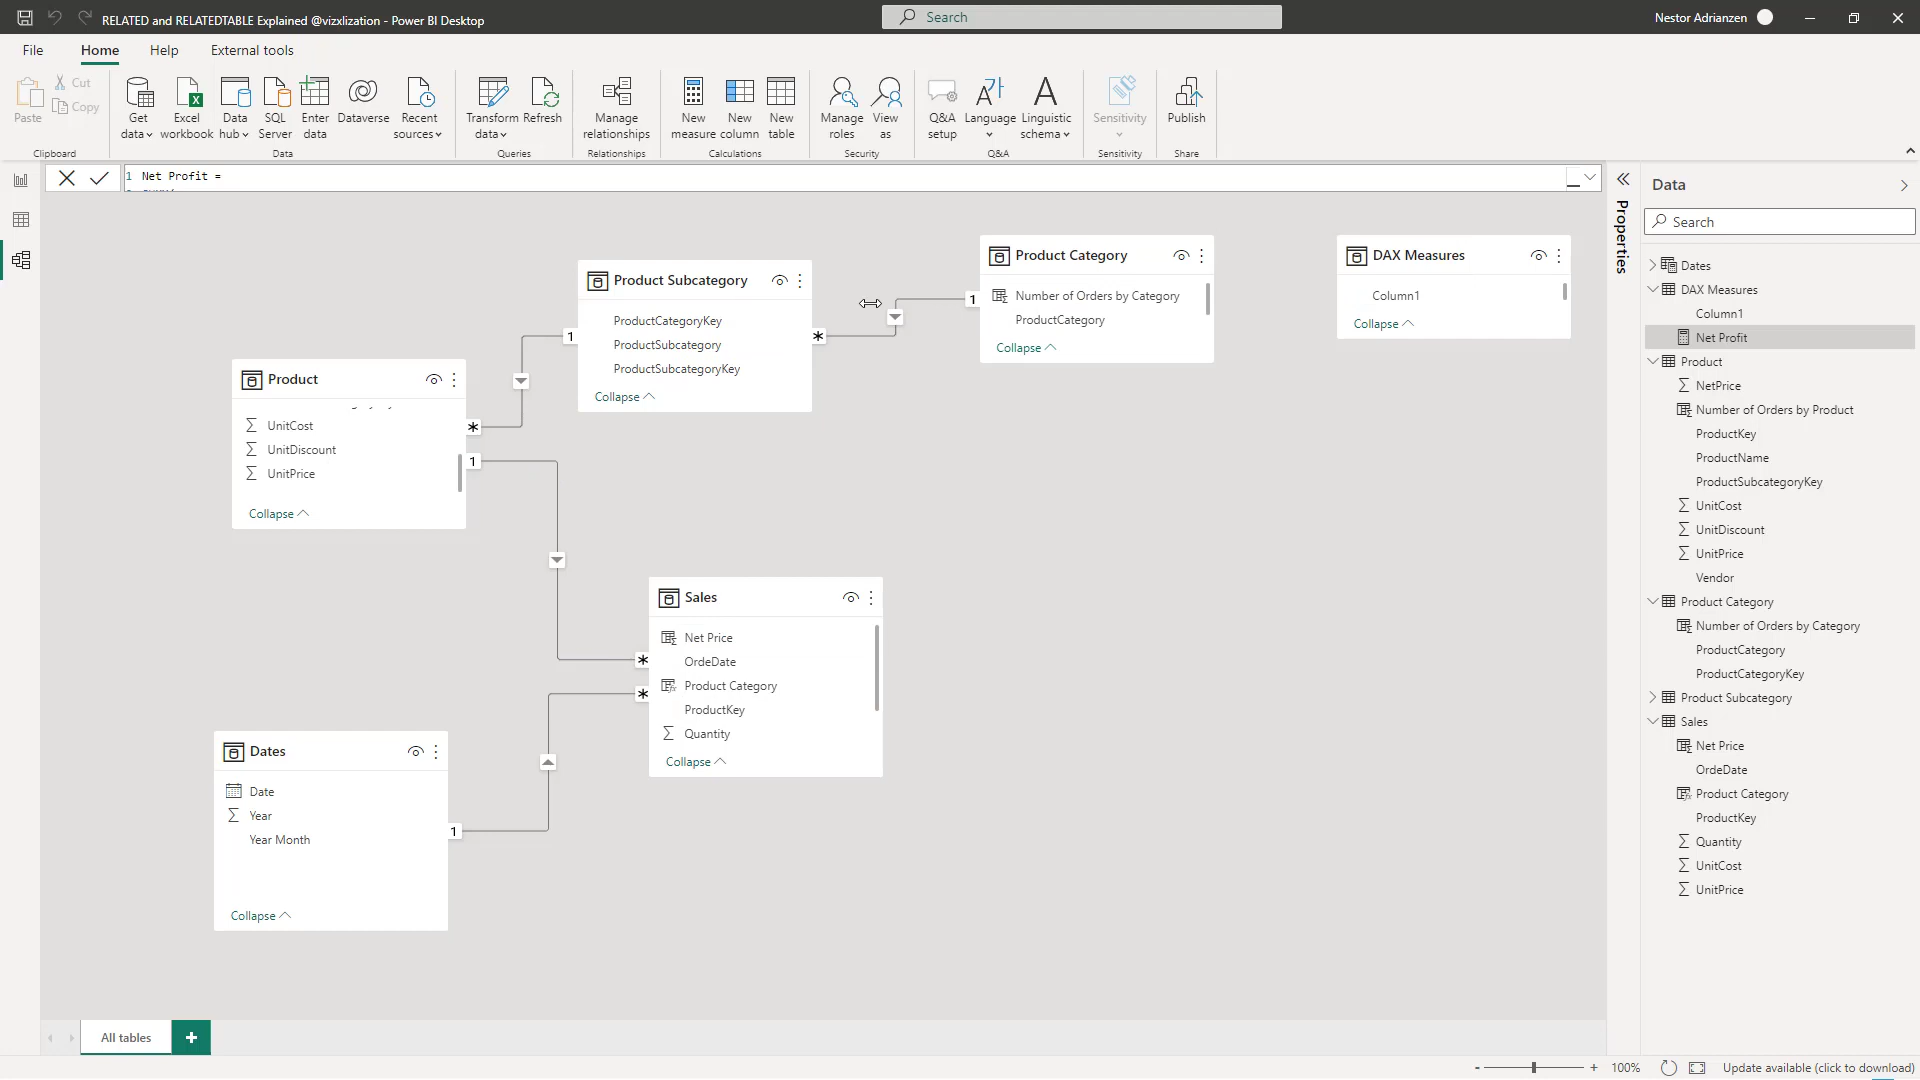 RELATED and RELATEDTABLE Explained @vizxlization - Power BI Desktop
Search
Nestor Adrianzen
File
Home
Help
External tools
Paste
Cut
Copy
Clipboard
Get data
Excel workbook
Data hub
SQL Server
Enter data
Dataverse
Recent sources
Data
Transform data
Refresh
Queries
Manage relationships
Relationships
New measure
New column
New table
Calculations
Manage roles
View as
Security
Q&A setup
Language
Linguistic schema
Q&A
Sensitivity
Sensitivity
Publish
Share
1 Net Profit =
Product Subcategory
ProductCategoryKey
ProductSubcategory
ProductSubcategoryKey
Collapse
Product Category
Number of Orders by Category
ProductCategory
Collapse
DAX Measures
Column1
Collapse
Product
UnitCost
UnitDiscount
UnitPrice
Collapse
1
*
1
*
1
1
*
*
1
Sales
Net Price
OrdeDate
Product Category
ProductKey
Quantity
Collapse
Dates
Date
Year
Year Month
Collapse
Properties
Data
Search
Dates
DAX Measures
Column1
Net Profit
Product
NetPrice
Number of Orders by Product
ProductKey
ProductName
ProductSubcategoryKey
UnitCost
UnitDiscount
UnitPrice
Vendor
Product Category
Number of Orders by Category
ProductCategory
ProductCategoryKey
Product Subcategory
Sales
Net Price
OrdeDate
Product Category
ProductKey
Quantity
UnitCost
UnitPrice
All tables
+
- + 100%
Update available (click to download)